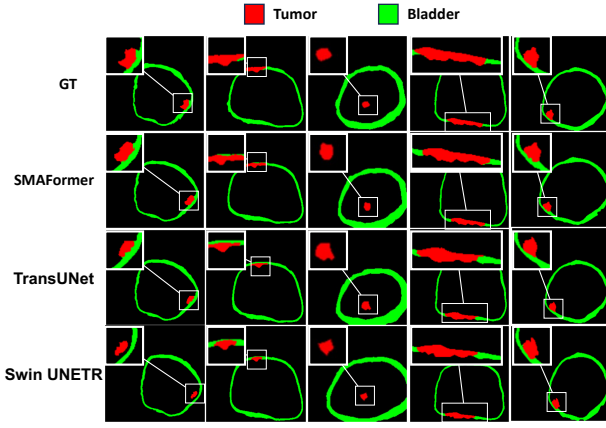 Tumor Bladder
GT
SMAFormer
TransUNet
Swin UNETR